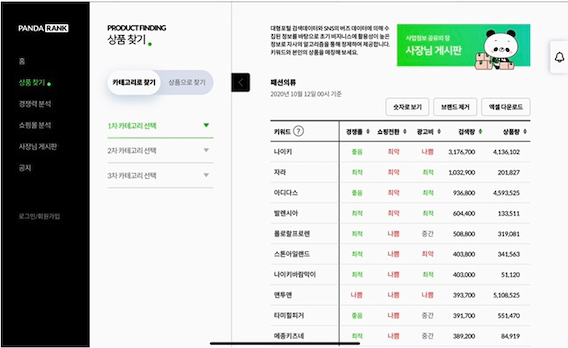 PANDA RANK
홈
상품 찾기
경쟁력 분석
쇼핑몰 분석
사장님 게시판
공지
로그인/회원가입
PRODUCT FINDING
상품 찾기
카테고리로 찾기
상품으로 찾기
1차 카테고리 선택
2차 카테고리 선택
3차 카테고리 선택
대형포털 검색데이터와 SNS의 버즈 데이터에 의해 수
집된 정보를 바탕으로 초기 비지니스에 활용성이 높은
정보로 자사의 알고리즘을 통해 정제하여 제공합니다.
키워드와 본인의 상품을 매칭해 보세요.
사업정보 공유의 장
사장님 게시판
패션의류
2020년 10월 12일 00시 기준
숫자로 보기
브랜드 제거
엑셀 다운로드
키워드 ? 경쟁률 쇼핑전환 광고비 검색량 상품량
나이키 좋음 최악 나쁨 3,176,700 4,136,102
자라 최적 최악 최적 1,032,900 201,827
아디다스 좋음 최악 최적 936,800 4,593,525
발렌시아 최적 최악 최적 604,400 133,511
폴로랄프로렌 최적 나쁨 중간 508,800 319,081
스톤아일랜드 최적 나쁨 최악 403,800 341,563
나이키바람막이 최적 나쁨 최적 403,000 51,120
맨투맨 나쁨 나쁨 나쁨 393,700 5,108,525
타미힐피거 최적 나쁨 중간 391,700 551,470
메종키츠네 최적 나쁨 중간 389,200 84,919